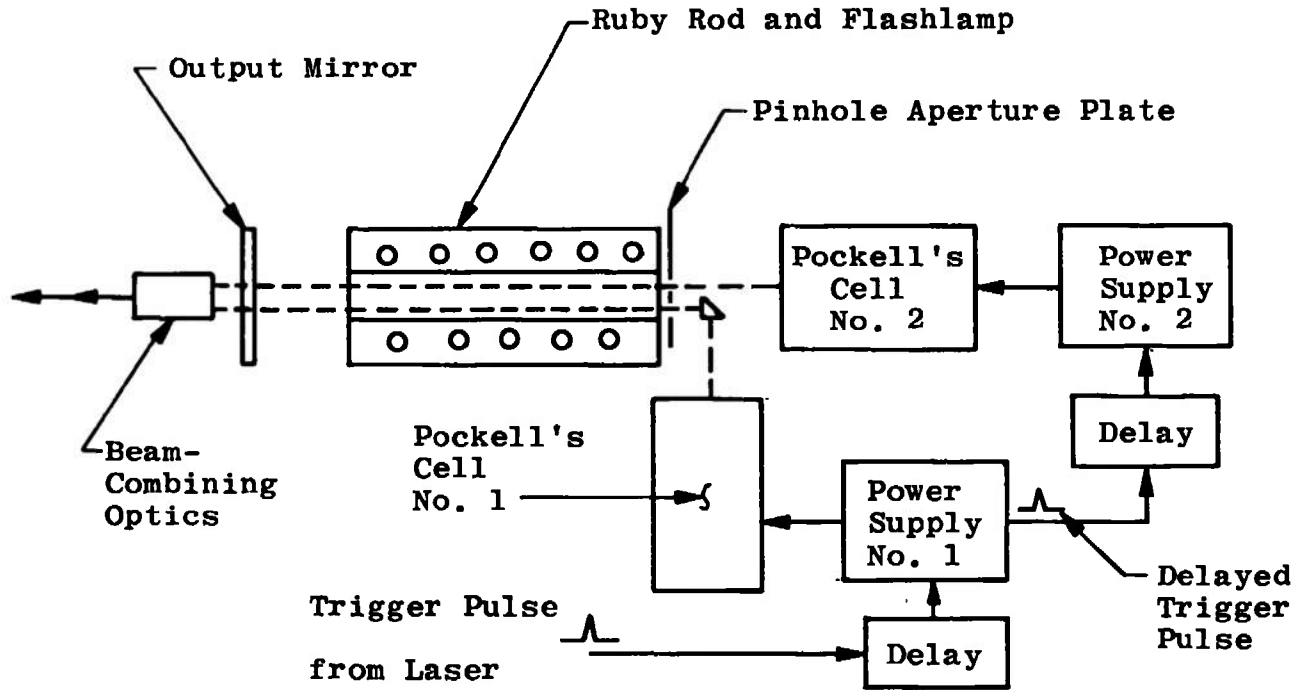 Ruby Rod and Flashlamp
Output Mirror
Pinhole Aperture Plate
Pockell's
Cell
No. 2
Power
Supply
No. 2
Delay
Beam-
Combining
Optics
Pockell's
Cell
No. 1
Power
Supply
No. 1
Delayed
Trigger
Pulse
Trigger Pulse
from Laser
Delay